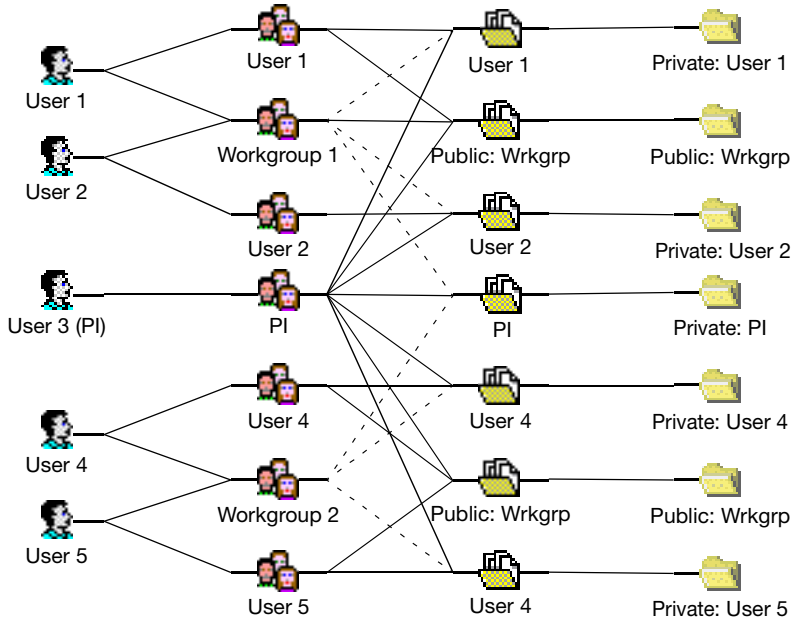 User 1
User 1
User 1
Private: User 1
Workgroup 1
Public: Wrkgrp
Public: Wrkgrp
User 2
User 2
User 2
Private: User 2
User 3 (PI)
PI
PI
Private: PI
User 4
User 4
User 4
Private: User 4
Workgroup 2
Public: Wrkgrp
Public: Wrkgrp
User 5
User 5
User 4
Private: User 5